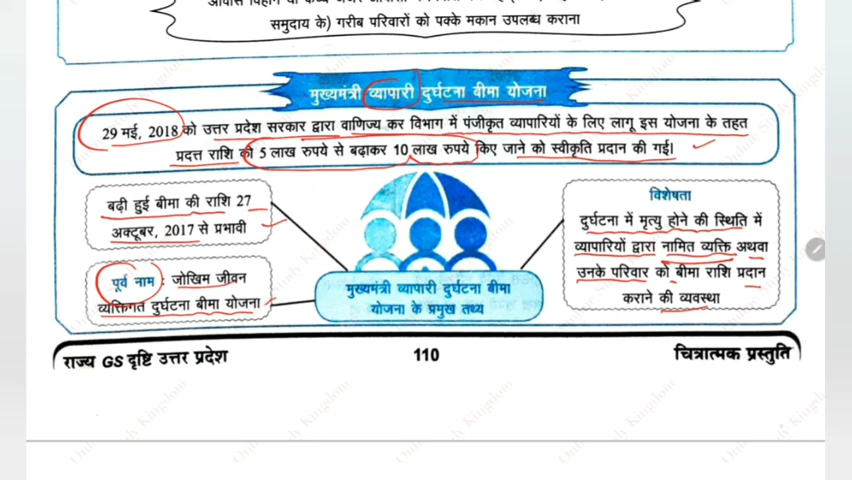 समुदाय के) गरीब परिवारों को पक्के मकान उपलब्ध कराना
मुख्यमंत्री व्यापारी दुर्घटना बीमा योजना
29 मई, 2018 को उत्तर प्रदेश सरकार द्वारा वाणिज्य कर विभाग में पंजीकृत व्यापारियों के लिए लागू इस योजना के तहत
प्रदत्त राशि को 5 लाख रुपये से बढ़ाकर 10 लाख रुपये किए जाने को स्वीकृति प्रदान की गई।
बढ़ी हुई बीमा की राशि 27
अक्टूबर, 2017 से प्रभावी
पूर्व नाम : जोखिम जीवन
व्यक्तिगत दुर्घटना बीमा योजना
मुख्यमंत्री व्यापारी दुर्घटना बीमा
योजना के प्रमुख तथ्य
विशेषता
दुर्घटना में मृत्यु होने की स्थिति में
व्यापारियों द्वारा नामित व्यक्ति अथवा
उनके परिवार को बीमा राशि प्रदान
कराने की व्यवस्था
राज्य GS दृष्टि उत्तर प्रदेश
110
चित्रात्मक प्रस्तुति